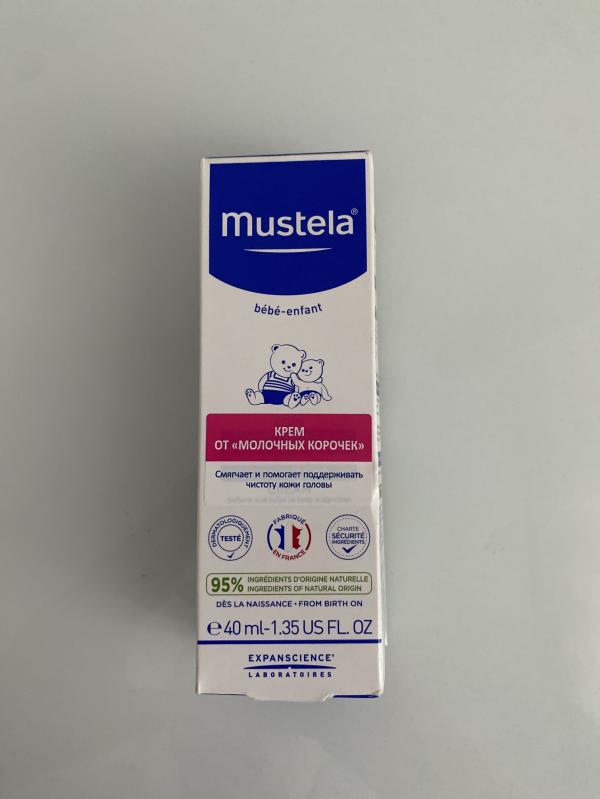 mustela®
bébé-enfant
КРЕМ
ОТ «МОЛОЧНЫХ КОРОЧЕК»
Смягчает и помогает поддерживать
чистоту кожи головы
DERMATOLOGIQUEMENT
TESTÉ
FABRIQUÉ
EN FRANCE
CHARTE
SÉCURITÉ
INGRÉDIENTS
95% INGRÉDIENTS D'ORIGINE NATURELLE
INGREDIENTS OF NATURAL ORIGIN
DÈS LA NAISSANCE • FROM BIRTH ON
℮ 40 ml-1.35 US FL. OZ
EXPANSCIENCE®
LABORATOIRES